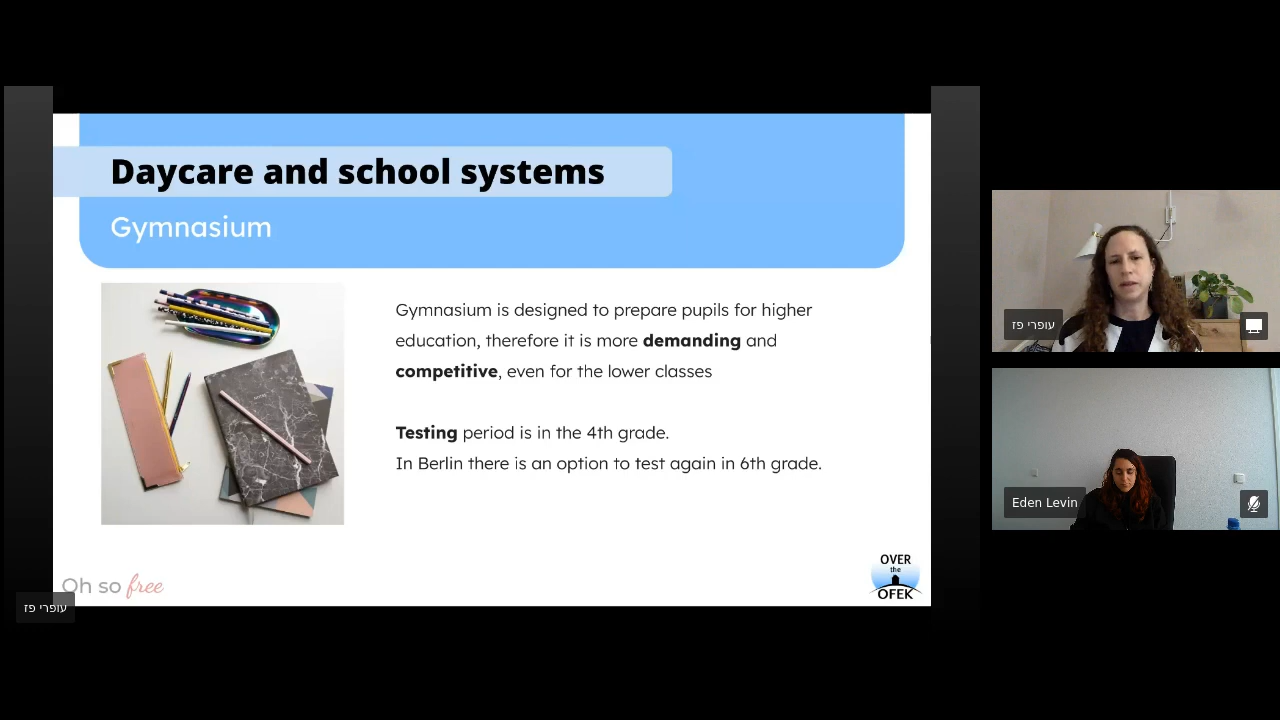 Daycare and school systems
Gymnasium
Gymnasium is designed to prepare pupils for higher
education, therefore it is more demanding and
competitive, even for the lower classes
Testing period is in the 4th grade.
In Berlin there is an option to test again in 6th grade.
Oh so free
OVER
the
OFEK
עופרי פז
עופרי פז
Eden Levin